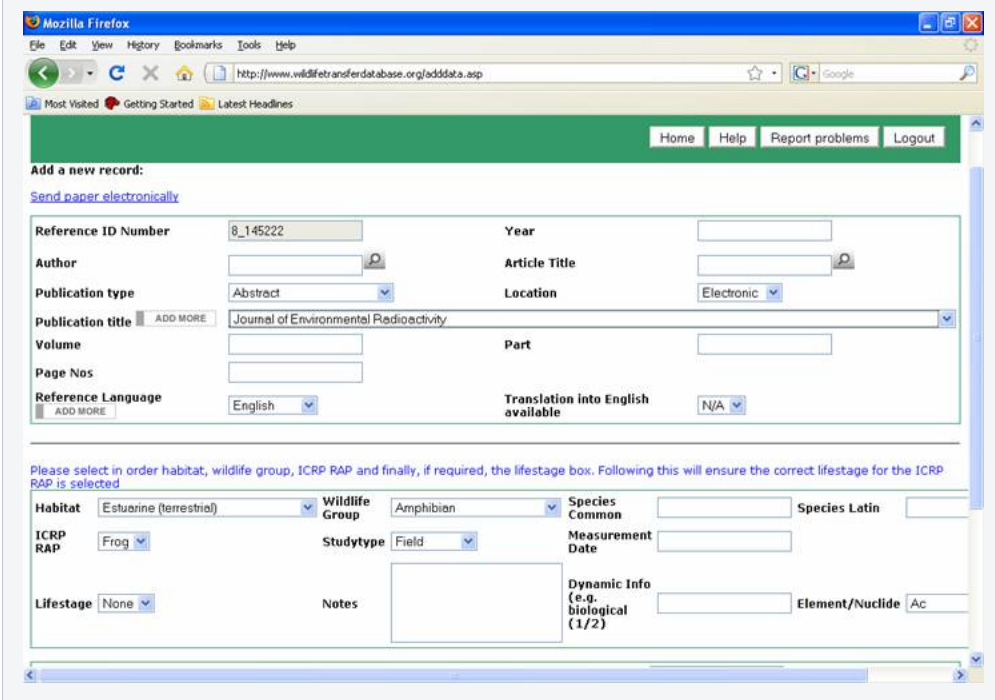 Mozilla Firefox
File Edit View History Bookmarks Tools Help
http://www.wildlifetransferdatabase.org/adddata.asp Google
Most Visited Getting Started Latest Headlines
Home Help Report problems Logout
Add a new record:
Send paper electronically
Reference ID Number 8_145222 Year
Author Article Title
Publication type Abstract Location Electronic
Publication title ADD MORE Journal of Environmental Radioactivity
Volume Part
Page Nos
Reference Language English Translation into English N/A
ADD MORE available
Please select in order habitat, wildlife group, ICRP RAP and finally, if required, the lifestage box. Following this will ensure the correct lifestage for the ICRP
RAP is selected
Habitat Estuarine (terrestrial) Wildlife Group Amphibian Species Common Species Latin
ICRP RAP Frog Studytype Field Measurement Date
Lifestage None Notes Dynamic Info (e.g. biological (1/2) Element/Nuclide Ac